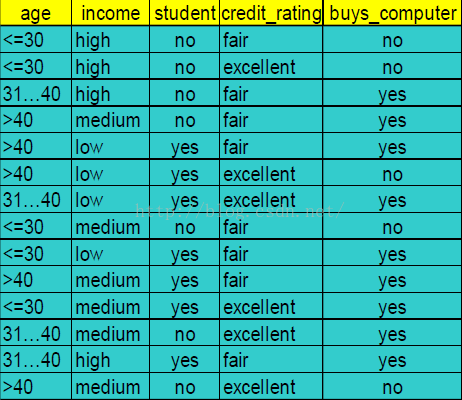 age income student credit_rating buys_computer
<=30 high no fair no
<=30 high no excellent no
31…40 high no fair yes
>40 medium no fair yes
>40 low yes fair yes
>40 low yes excellent no
31…40 low yes excellent yes
http://blog.csdn.net/
<=30 medium no fair no
<=30 low yes fair yes
>40 medium yes fair yes
<=30 medium yes excellent yes
31…40 medium no excellent yes
31…40 high yes fair yes
>40 medium no excellent no